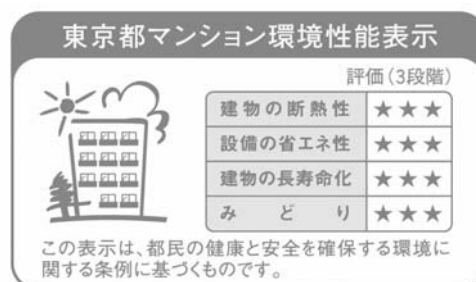 東京都マンション環境性能表示
評価(3段階)
建物の断熱性 ★★★
設備の省エネ性 ★★★
建物の長寿命化 ★★★
みどり ★★★
この表示は、都民の健康と安全を確保する環境に
関する条例に基づくものです。